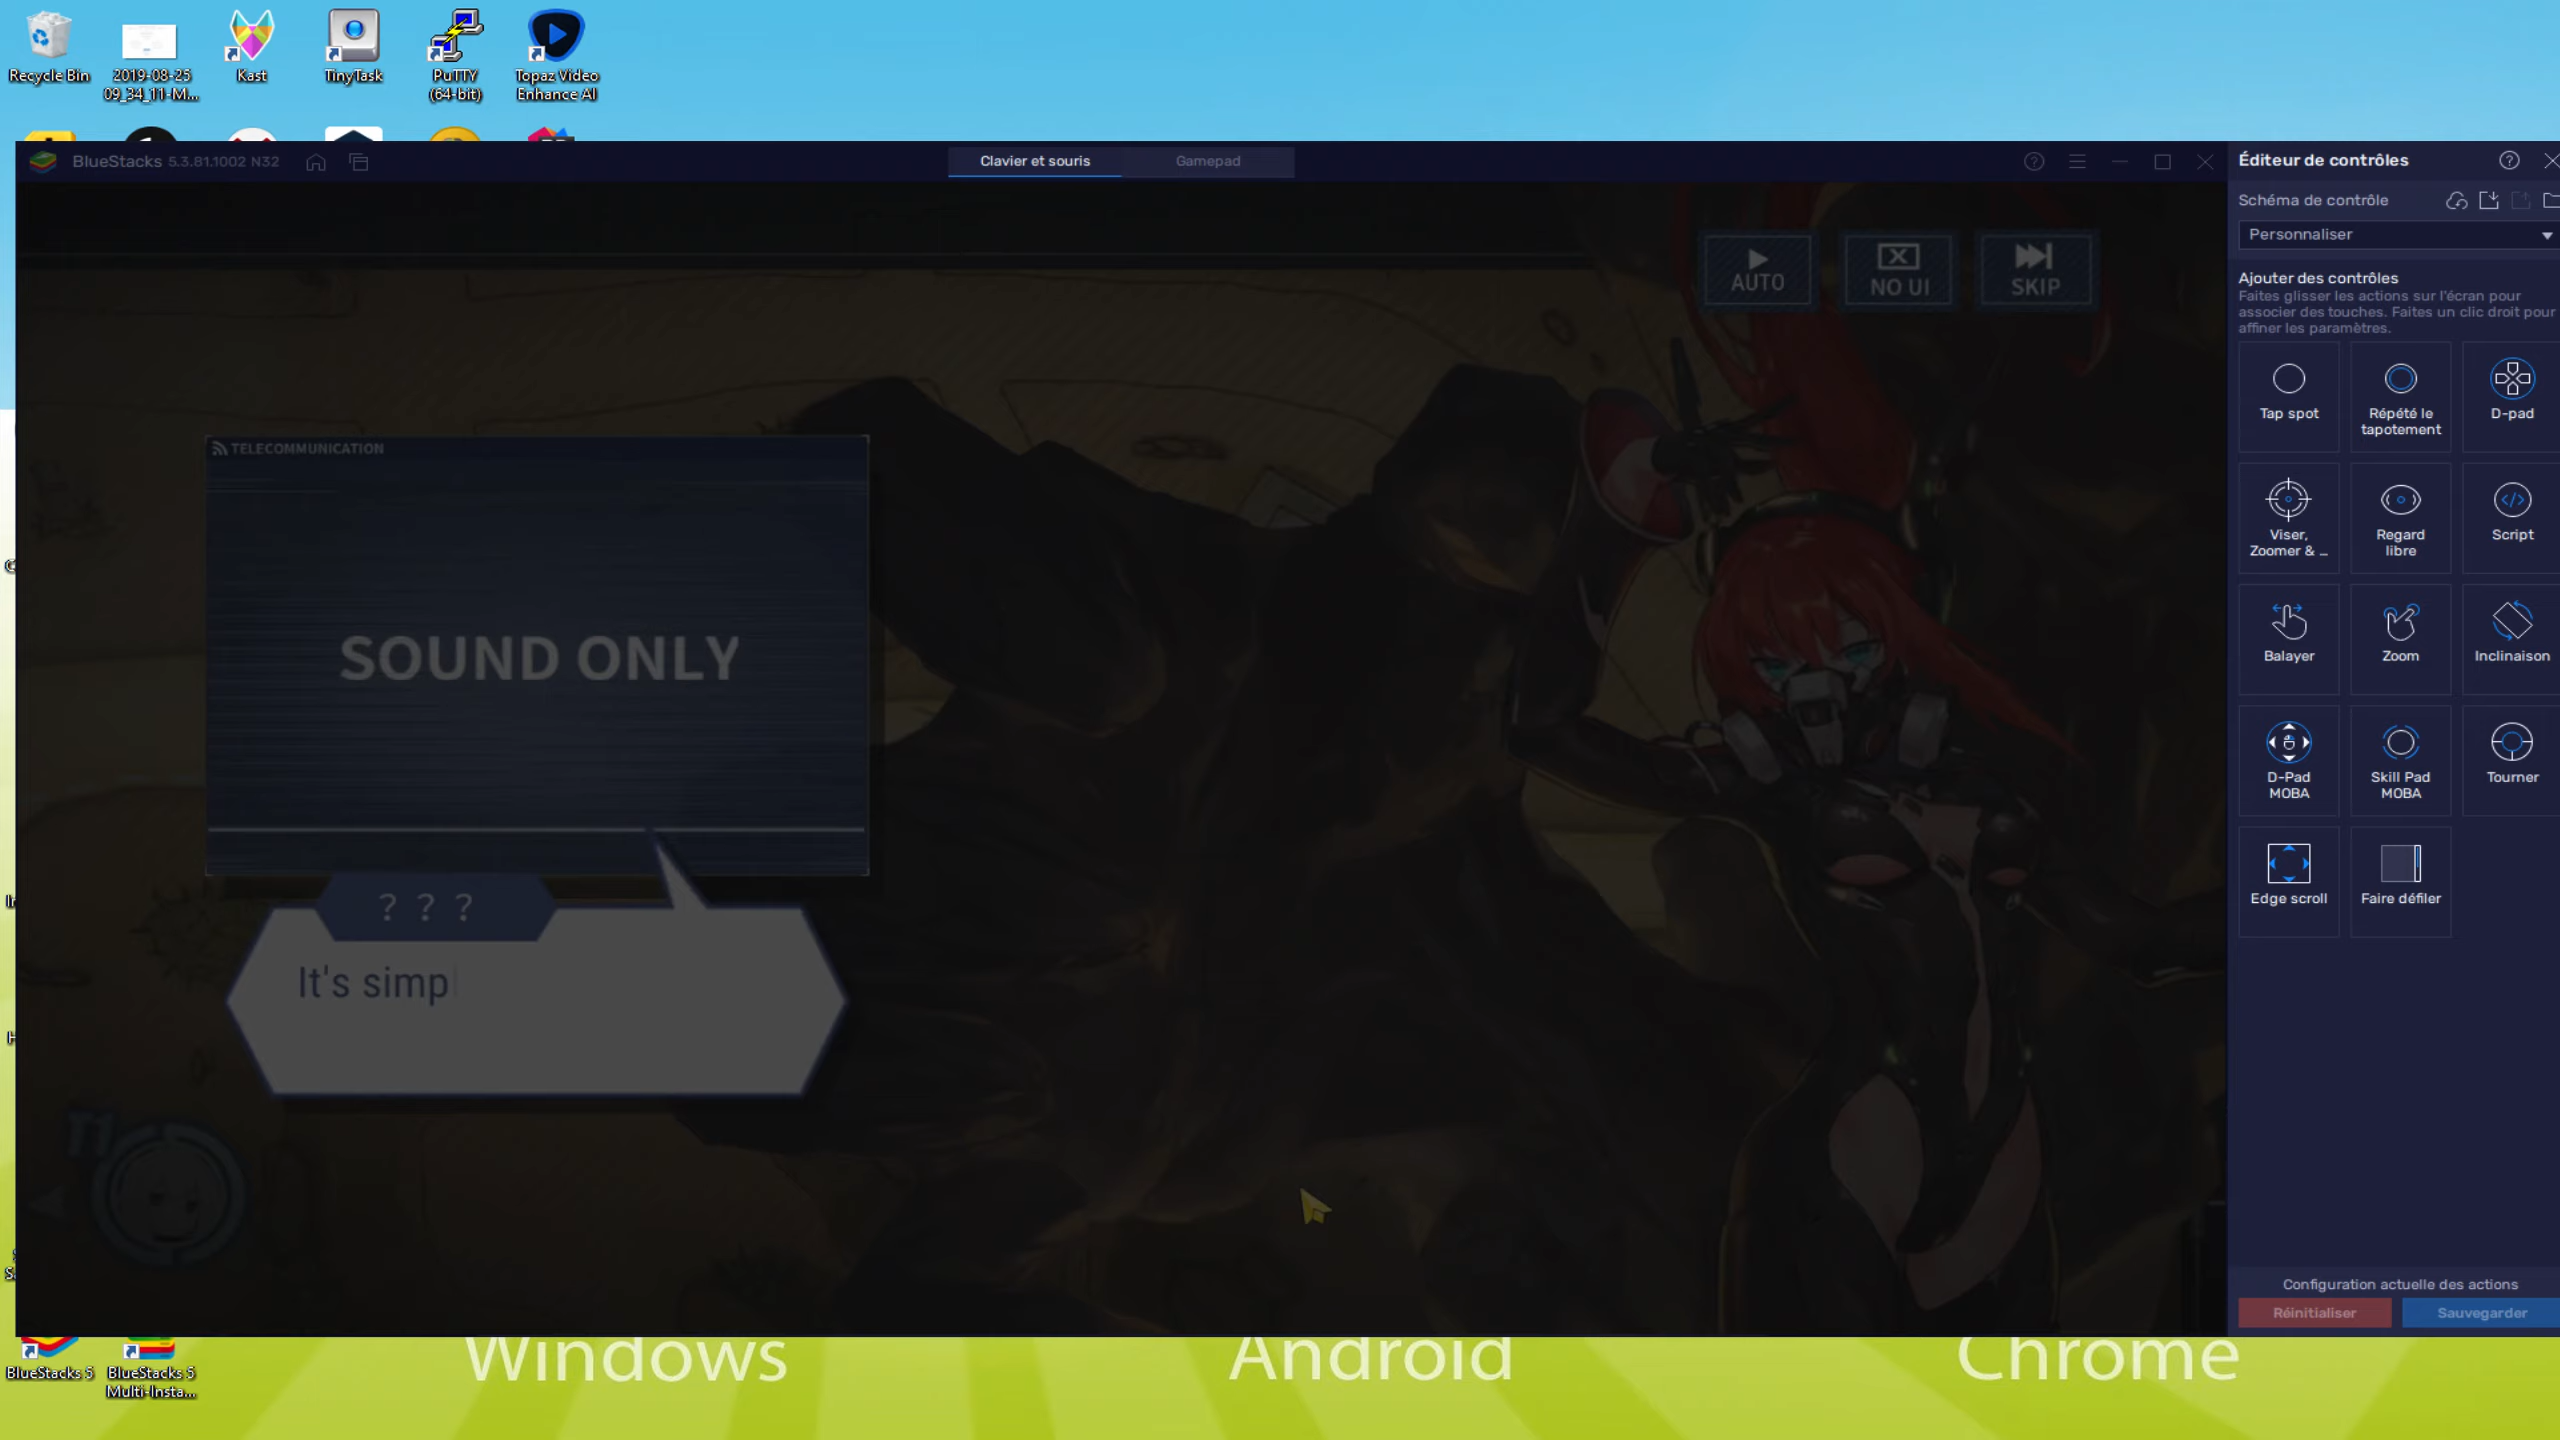 Recycle Bin
2019-08-25
09_34_11-M...
Kast
TinyTask
PuTTY
(64-bit)
Topaz Video
Enhance AI
BlueStacks 5.3.81.1002 N32
Clavier et souris
Gamepad
Éditeur de contrôles
Schéma de contrôle
Personnaliser
Ajouter des contrôles
Faites glisser les actions sur l'écran pour
associer des touches. Faites un clic droit pour
affiner les paramètres.
Tap spot
Répété le
tapotement
D-pad
Viser,
Zoomer & ...
Regard
libre
Script
Balayer
Zoom
Inclinaison
D-Pad
MOBA
Skill Pad
MOBA
Tourner
Edge scroll
Faire défiler
Configuration actuelle des actions
Réinitialiser
Sauvegarder
AUTO
NO UI
SKIP
TELECOMMUNICATION
SOUND ONLY
? ? ?
It's simp
T1
BlueStacks 5
BlueStacks 5
Multi-Insta...
Windows
Android
Chrome